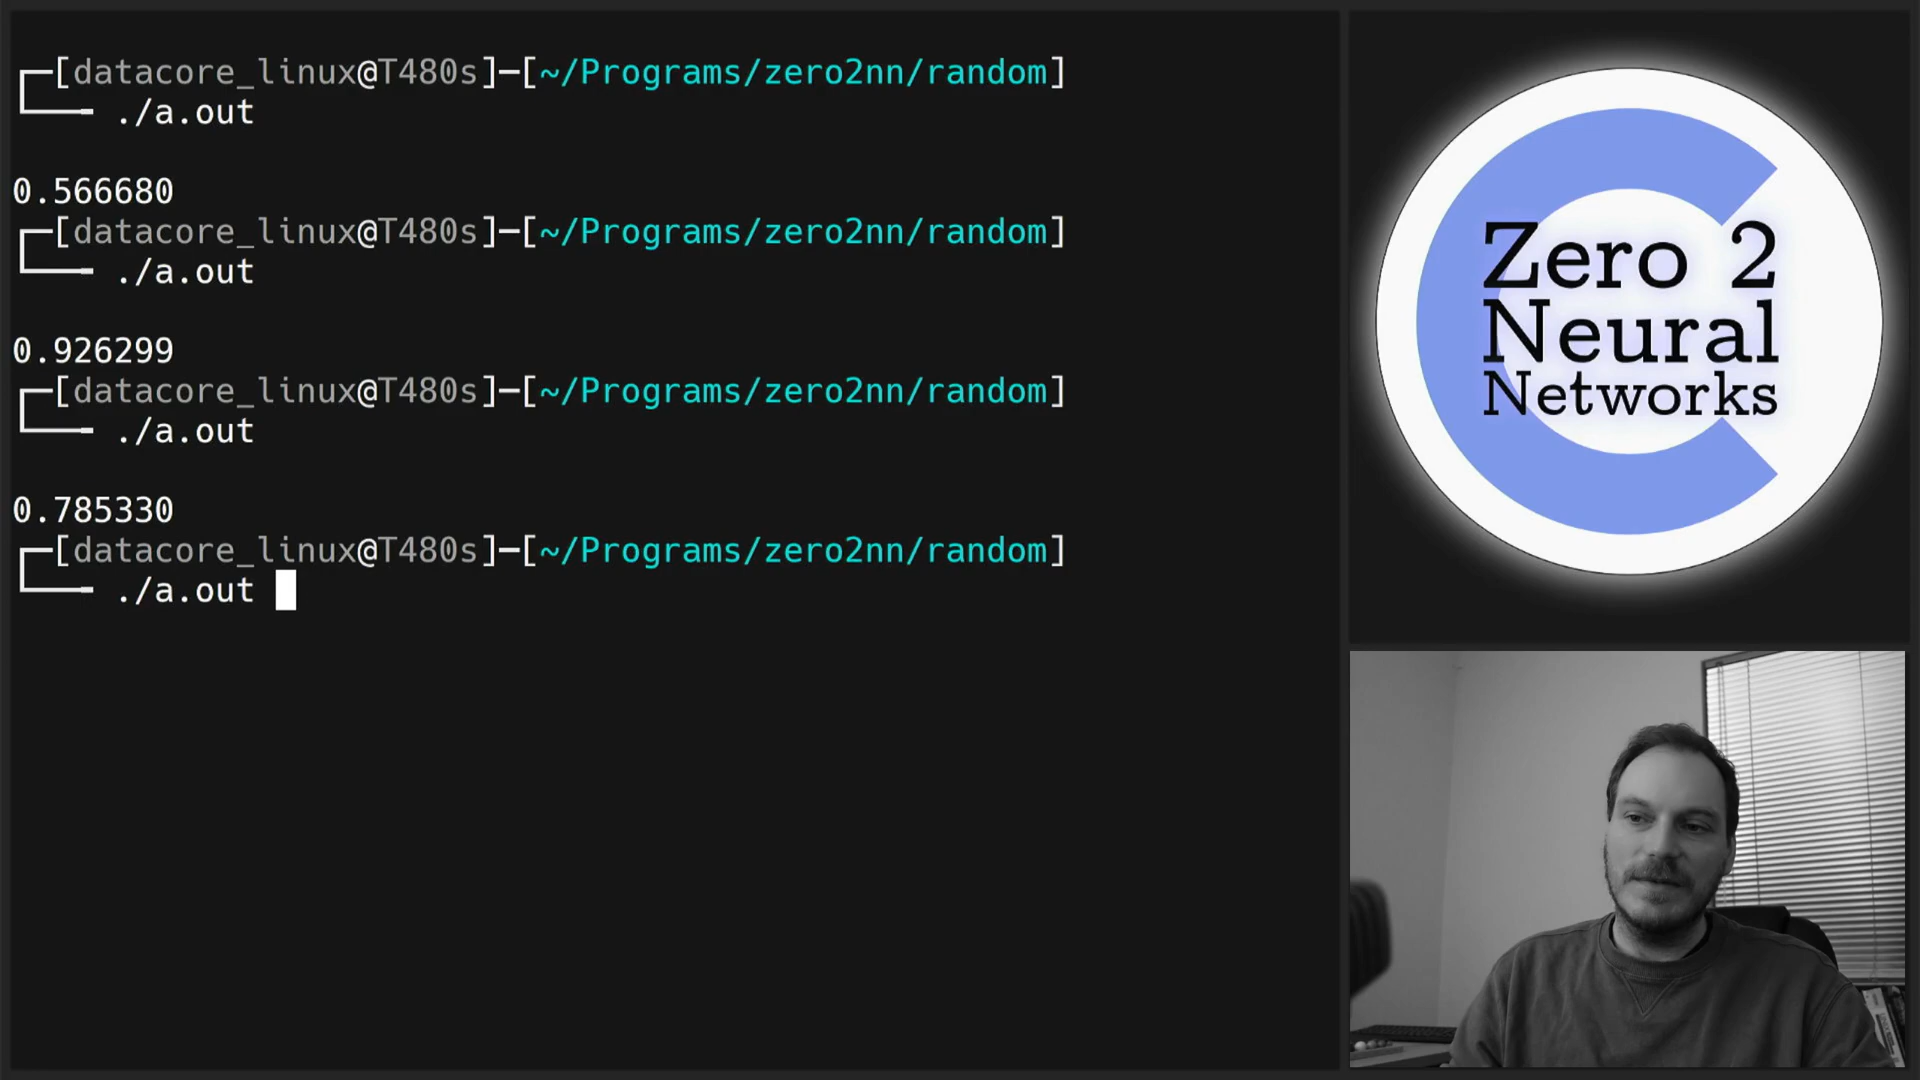 [datacore_linux@T480s]─[~/Programs/zero2nn/random]
./a.out
0.566680
[datacore_linux@T480s]─[~/Programs/zero2nn/random]
./a.out
0.926299
[datacore_linux@T480s]─[~/Programs/zero2nn/random]
./a.out
0.785330
[datacore_linux@T480s]─[~/Programs/zero2nn/random]
./a.out
Zero 2
Neural
Networks